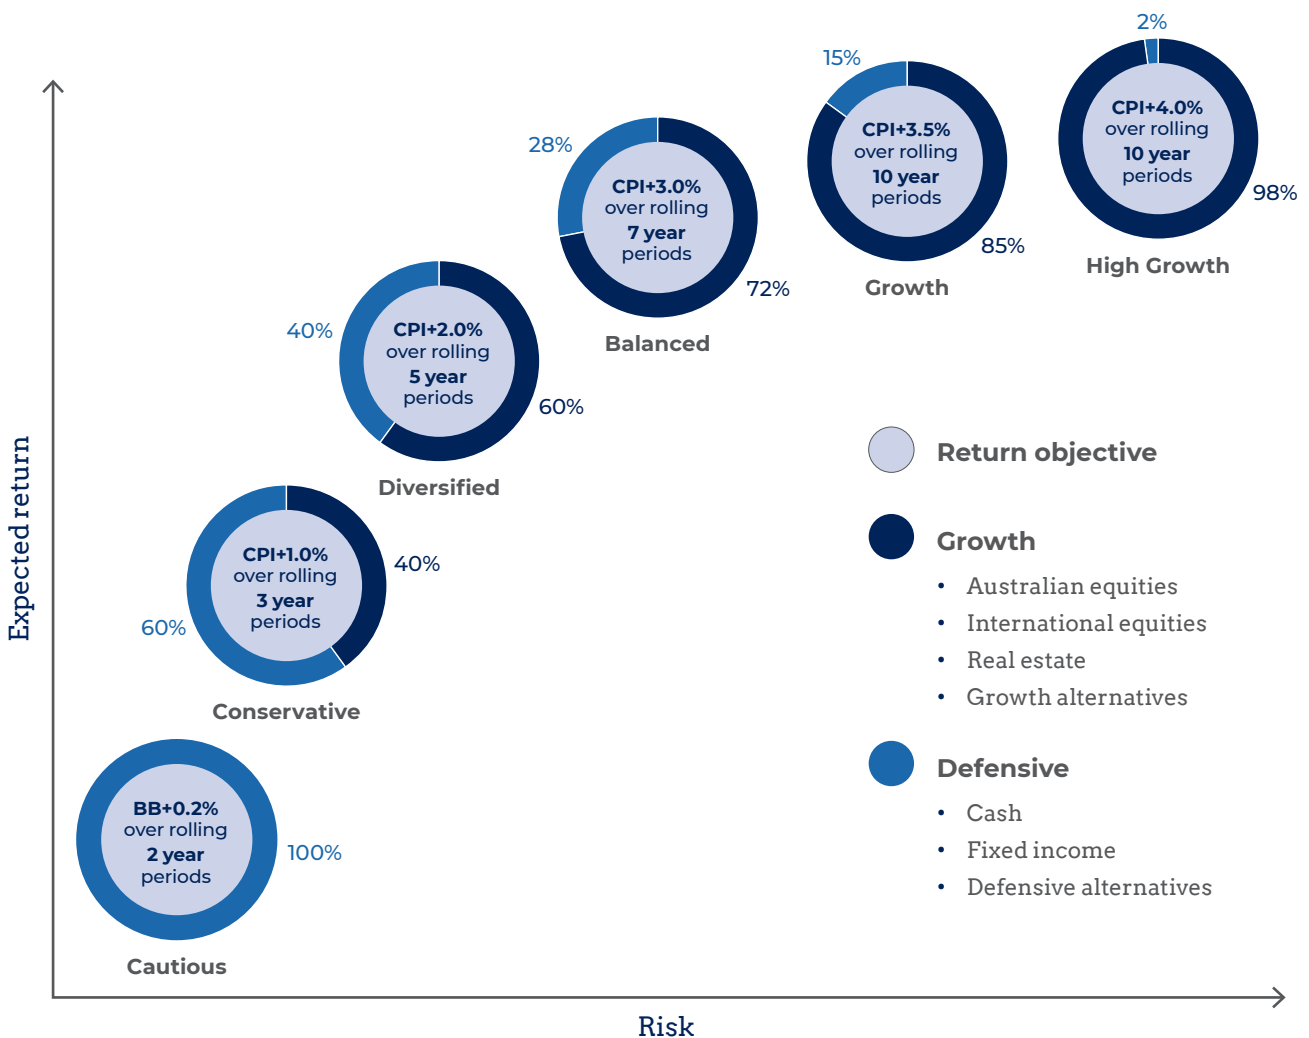 2%
15%
CPI+4.0%
over rolling
10 year
periods
98%
High Growth
CPI+3.5%
over rolling
10 year
periods
85%
Growth
28%
CPI+3.0%
over rolling
7 year
periods
72%
Balanced
40%
CPI+2.0%
over rolling
5 year
periods
60%
Diversified
CPI+1.0%
over rolling
3 year
periods
40%
60%
Conservative
BB+0.2%
over rolling
2 year
periods
100%
Cautious
Expected return
Risk
Return objective
Growth
• Australian equities
• International equities
• Real estate
• Growth alternatives
Defensive
• Cash
• Fixed income
• Defensive alternatives